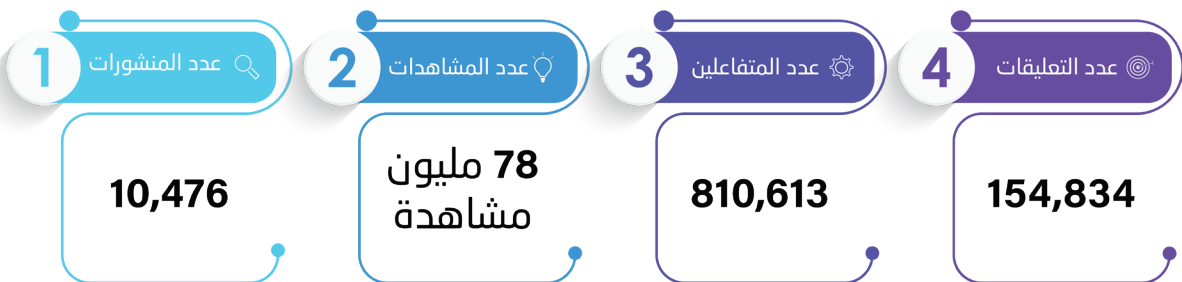 1
عدد المنشورات
10,476
2
عدد المشاهدات
78 مليون
مشاهدة
3
عدد المتفاعلين
810,613
4
عدد التعليقات
154,834